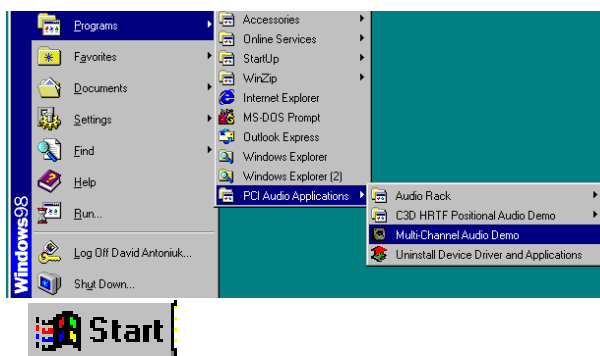 Programs
Favorites
Documents
Settings
Find
Help
Run...
Log Off David Antoniuk...
Shut Down...
Windows98
Accessories
Online Services
StartUp
WinZip
Internet Explorer
MS-DOS Prompt
Outlook Express
Windows Explorer
Windows Explorer (2)
PCI Audio Applications
Audio Rack
C3D HRTF Positional Audio Demo
Multi-Channel Audio Demo
Uninstall Device Driver and Applications
Start